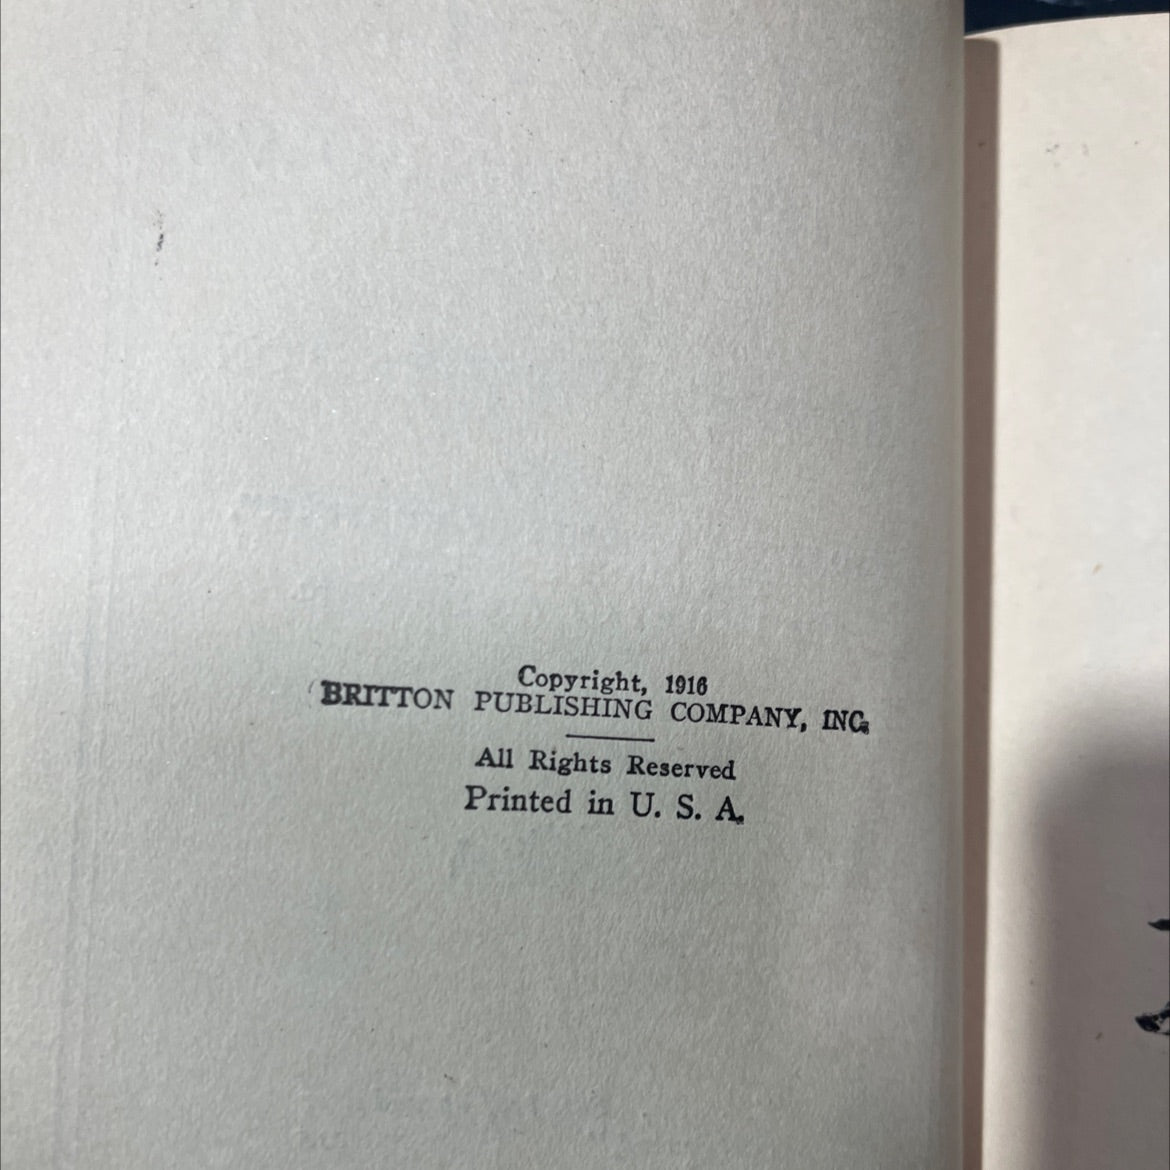 Copyright, 1916
BRITTON PUBLISHING COMPANY, INC.
All Rights Reserved
Printed in U. S. A.